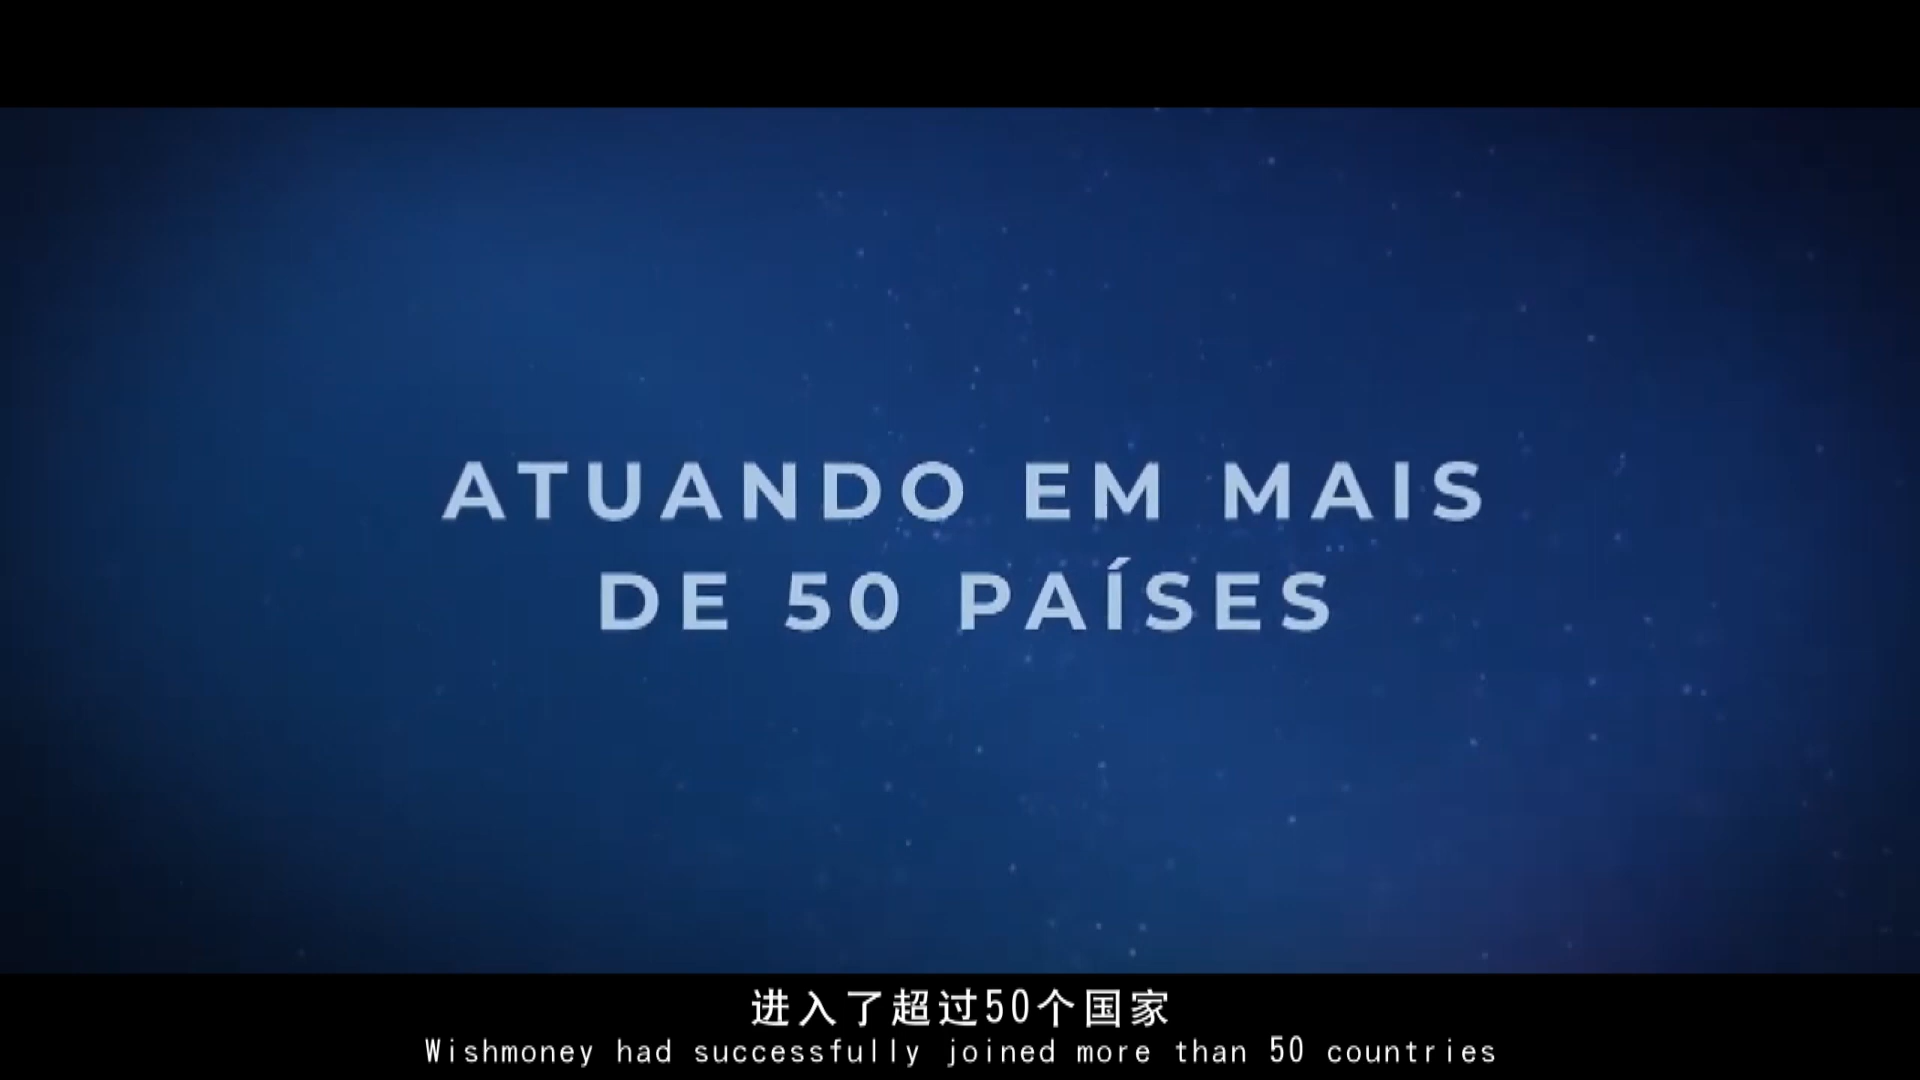 ATUANDO EM MAIS
DE 50 PAÍSES
进入了超过50个国家
Wishmoney had successfully joined more than 50 countries